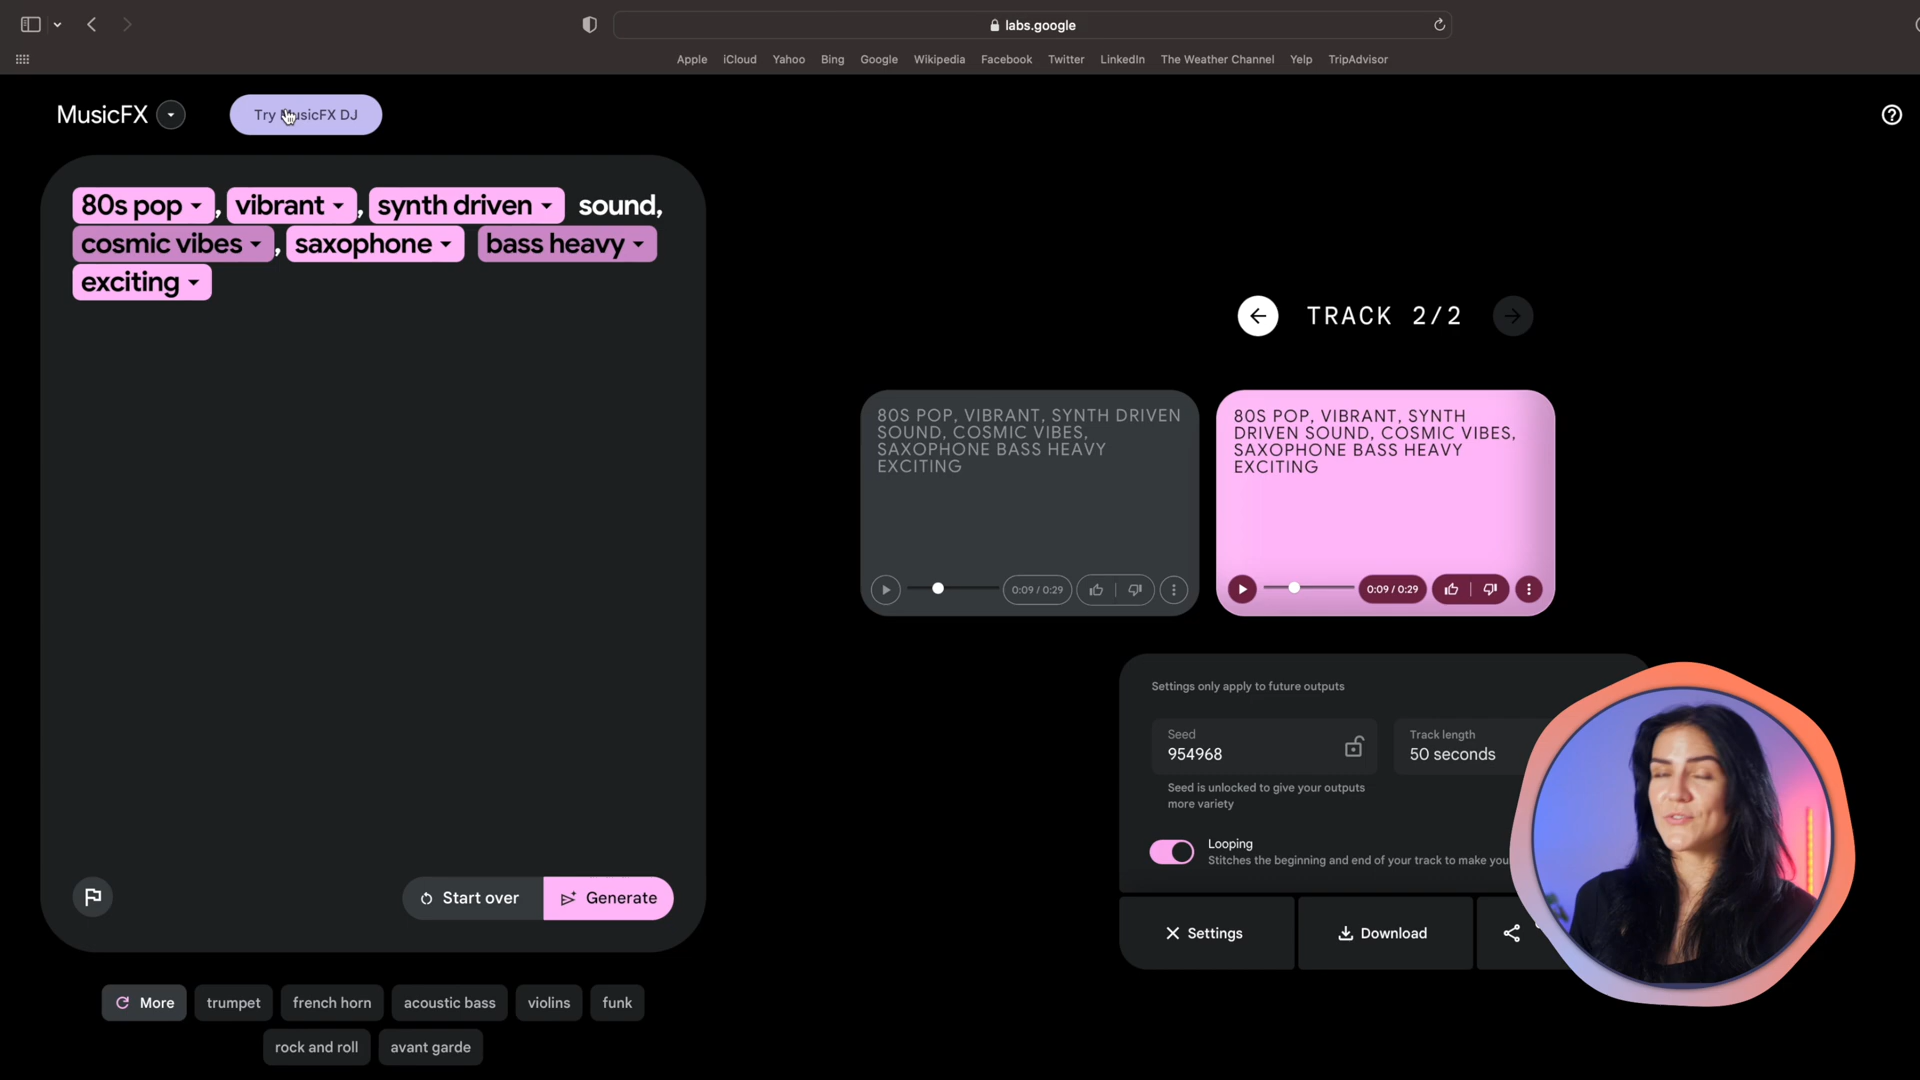 labs.google
Apple iCloud Yahoo Bing Google Wikipedia Facebook Twitter LinkedIn The Weather Channel Yelp TripAdvisor
MusicFX
Try MusicFX DJ
80s pop, vibrant, synth driven sound,
cosmic vibes, saxophone bass heavy
exciting
TRACK 2/2
80S POP, VIBRANT, SYNTH DRIVEN
SOUND, COSMIC VIBES,
SAXOPHONE BASS HEAVY
EXCITING
0:09 / 0:29
80S POP, VIBRANT, SYNTH
DRIVEN SOUND, COSMIC VIBES,
SAXOPHONE BASS HEAVY
EXCITING
0:09 / 0:29
Settings only apply to future outputs
Seed
954968
Track length
50 seconds
Seed is unlocked to give your outputs
more variety
Looping
Stitches the beginning and end of your track to make you
Settings
Download
Start over
Generate
More trumpet french horn acoustic bass violins funk
rock and roll avant garde